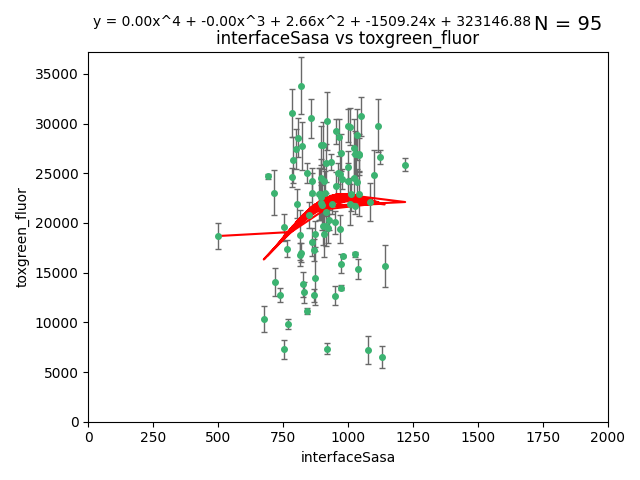 y = 0.00x^4 + -0.00x^3 + 2.66x^2 + -1509.24x + 323146.88 N = 95
interfaceSasa vs toxgreen_fluor
35000
30000
25000
20000
15000
10000
5000
0
toxgreen_fluor
0 250 500 750 1000 1250 1500 1750 2000
interfaceSasa